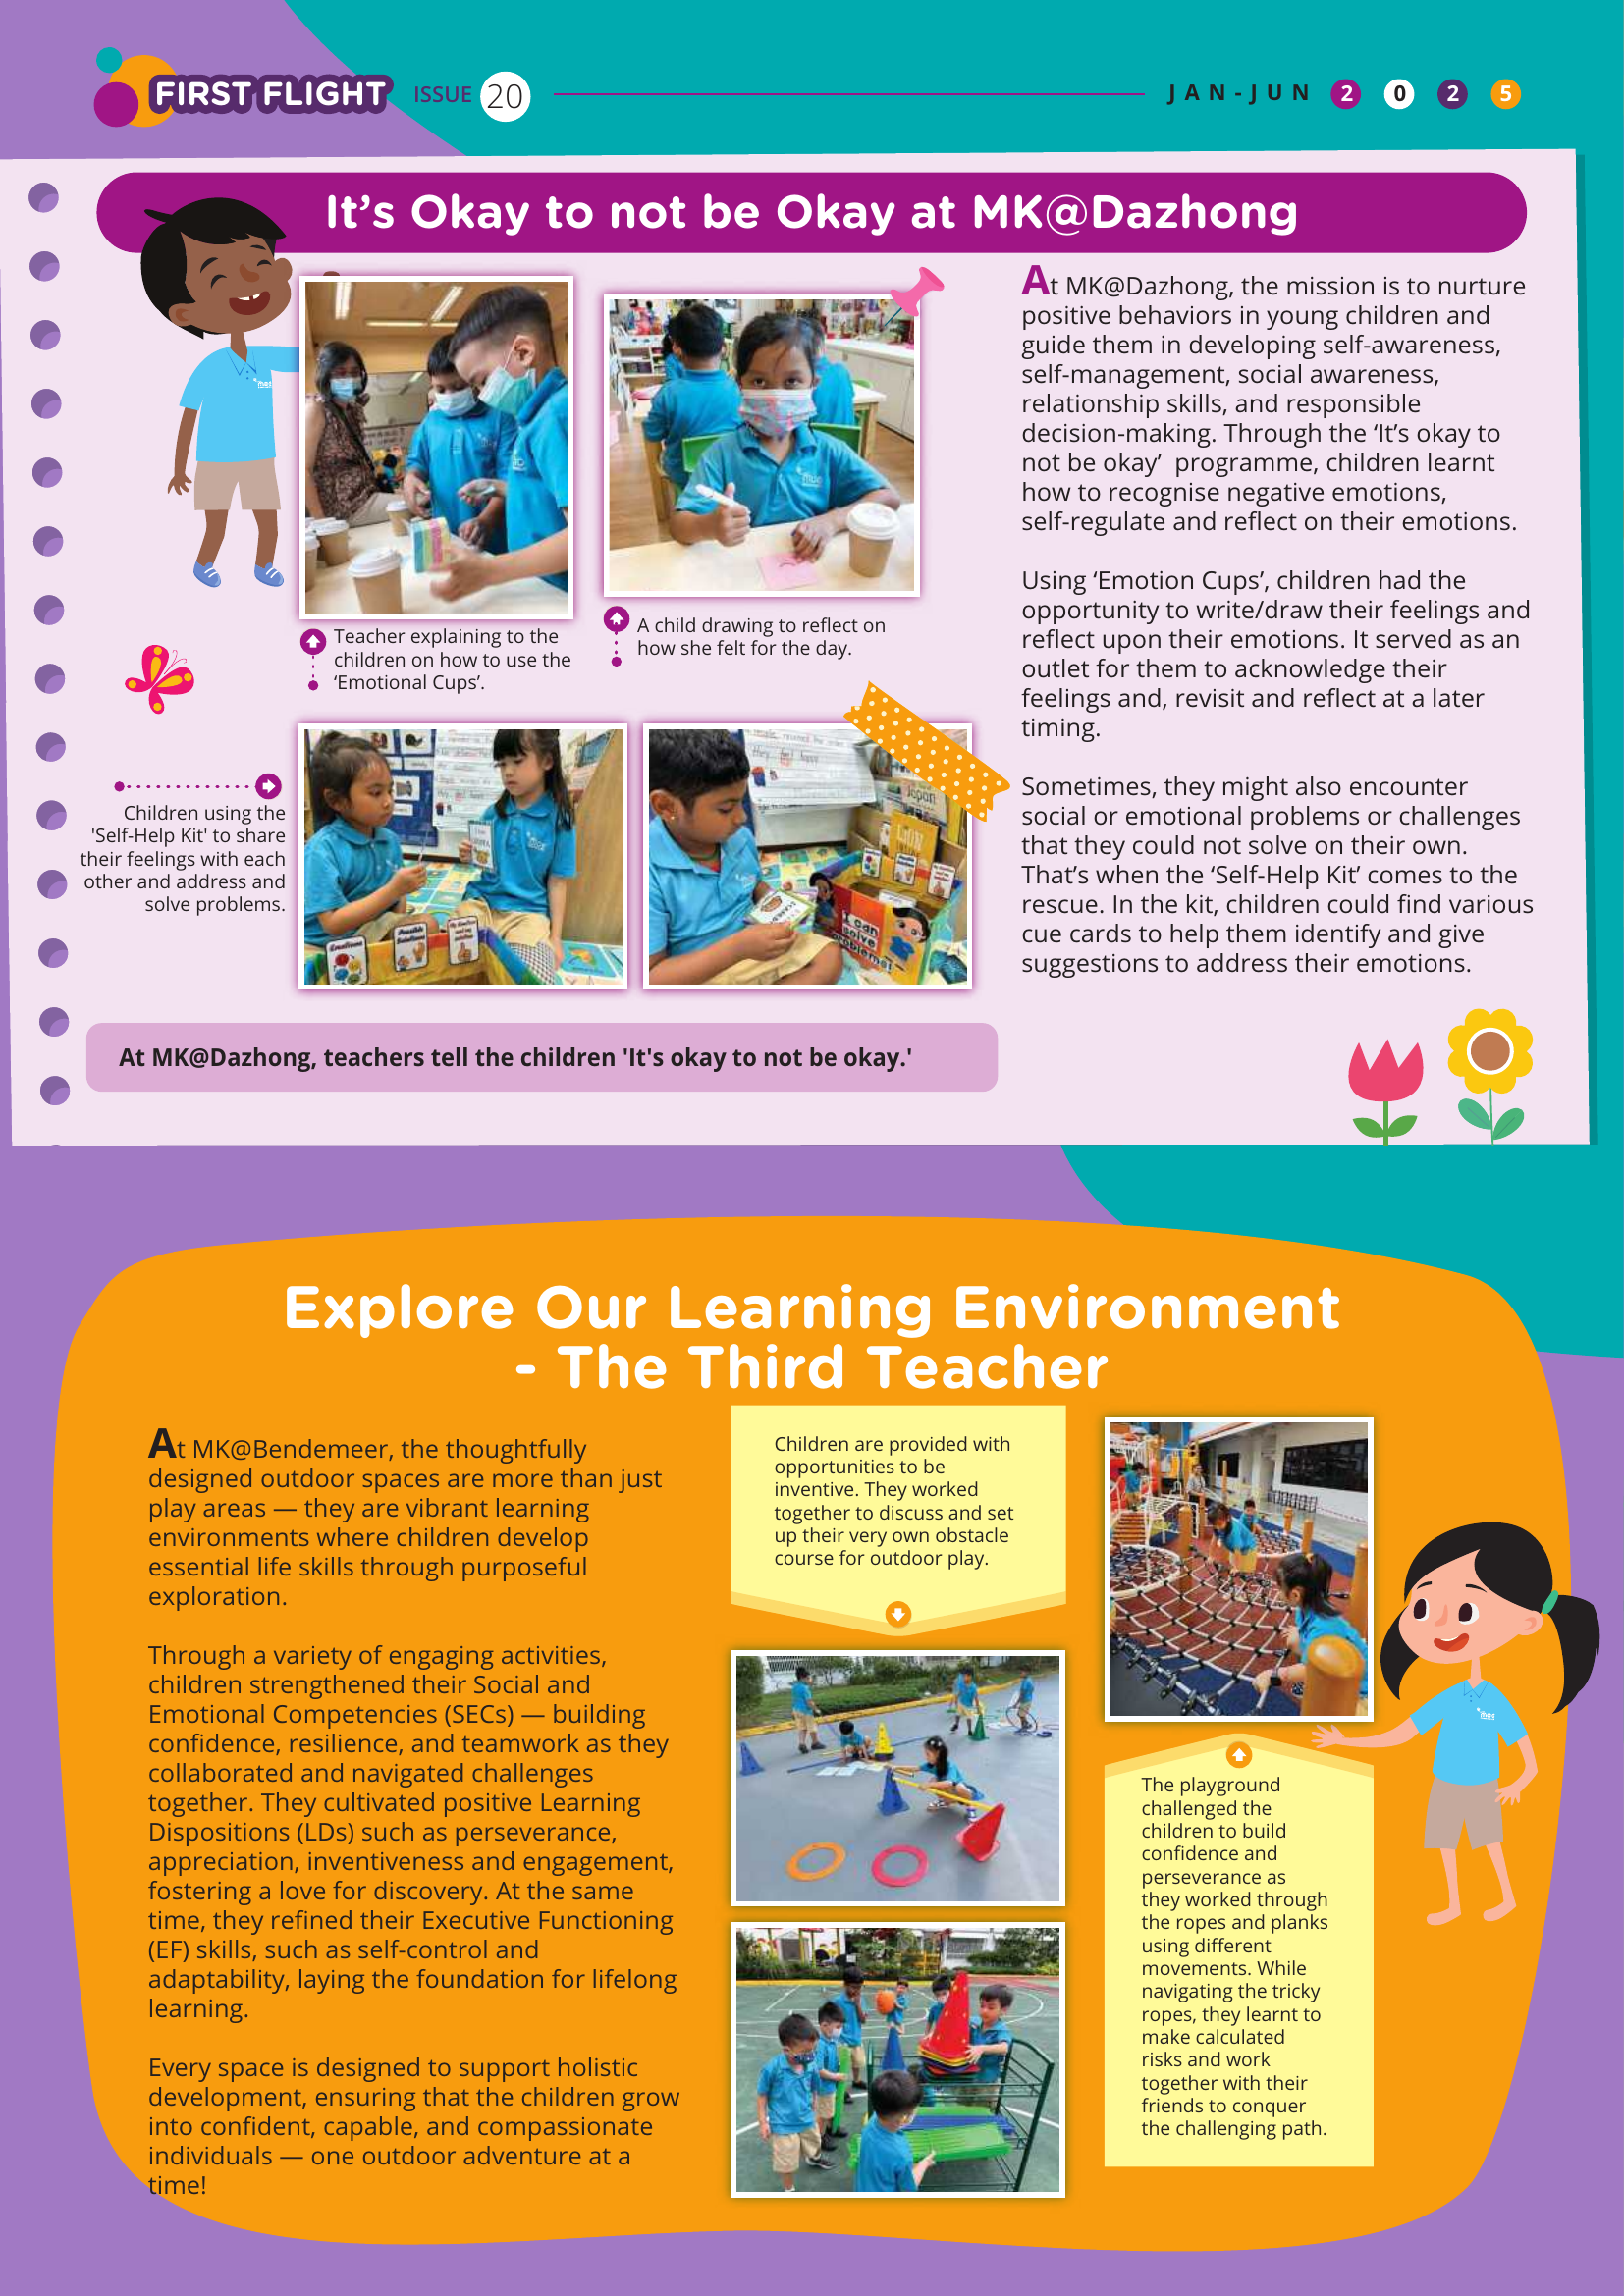 FIRST FLIGHT ISSUE 20
JAN-JUN 2025
It's Okay to not be Okay at MK@Dazhong
Teacher explaining to the
children on how to use the
'Emotional Cups'.
A child drawing to reflect on
how she felt for the day.
Children using the
'Self-Help Kit' to share
their feelings with each
other and address and
solve problems.
I can
solve
problems!
Japan
At MK@Dazhong, the mission is to nurture
positive behaviors in young children and
guide them in developing self-awareness,
self-management, social awareness,
relationship skills, and responsible
decision-making. Through the ‘It’s okay to
not be okay’  programme, children learnt
how to recognise negative emotions,
self-regulate and reflect on their emotions.
Using ‘Emotion Cups’, children had the
opportunity to write/draw their feelings and
reflect upon their emotions. It served as an
outlet for them to acknowledge their
feelings and, revisit and reflect at a later
timing.
Sometimes, they might also encounter
social or emotional problems or challenges
that they could not solve on their own.
That’s when the ‘Self-Help Kit’ comes to the
rescue. In the kit, children could find various
cue cards to help them identify and give
suggestions to address their emotions.
At MK@Dazhong, teachers tell the children 'It's okay to not be okay.'
Explore Our Learning Environment
- The Third Teacher
At MK@Bendemeer, the thoughtfully
designed outdoor spaces are more than just
play areas — they are vibrant learning
environments where children develop
essential life skills through purposeful
exploration.
Through a variety of engaging activities,
children strengthened their Social and
Emotional Competencies (SECs) — building
confidence, resilience, and teamwork as they
collaborated and navigated challenges
together. They cultivated positive Learning
Dispositions (LDs) such as perseverance,
appreciation, inventiveness and engagement,
fostering a love for discovery. At the same
time, they refined their Executive Functioning
(EF) skills, such as self-control and
adaptability, laying the foundation for lifelong
learning.
Every space is designed to support holistic
development, ensuring that the children grow
into confident, capable, and compassionate
individuals — one outdoor adventure at a
time!
Children are provided with
opportunities to be
inventive. They worked
together to discuss and set
up their very own obstacle
course for outdoor play.
The playground
challenged the
children to build
confidence and
perseverance as
they worked through
the ropes and planks
using different
movements. While
navigating the tricky
ropes, they learnt to
make calculated
risks and work
together with their
friends to conquer
the challenging path.